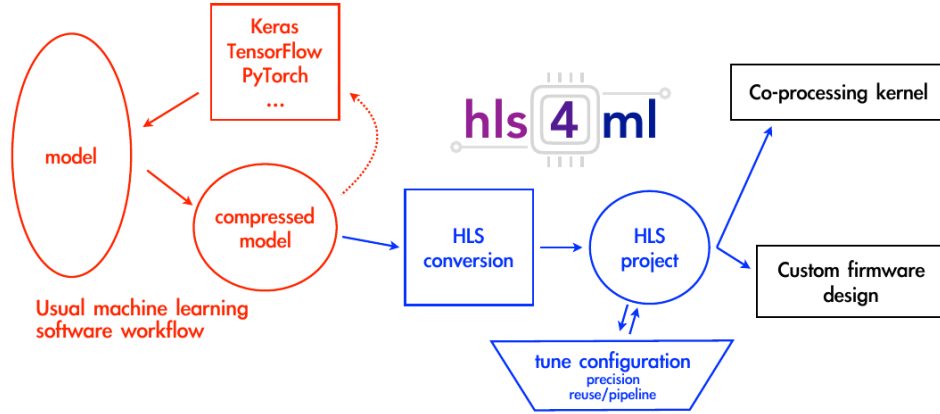 Keras
TensorFlow
PyTorch
...
model
compressed
model
Usual machine learning
software workflow
hls 4 ml
HLS
conversion
HLS
project
tune configuration
precision
reuse/pipeline
Co-processing kernel
Custom firmware
design